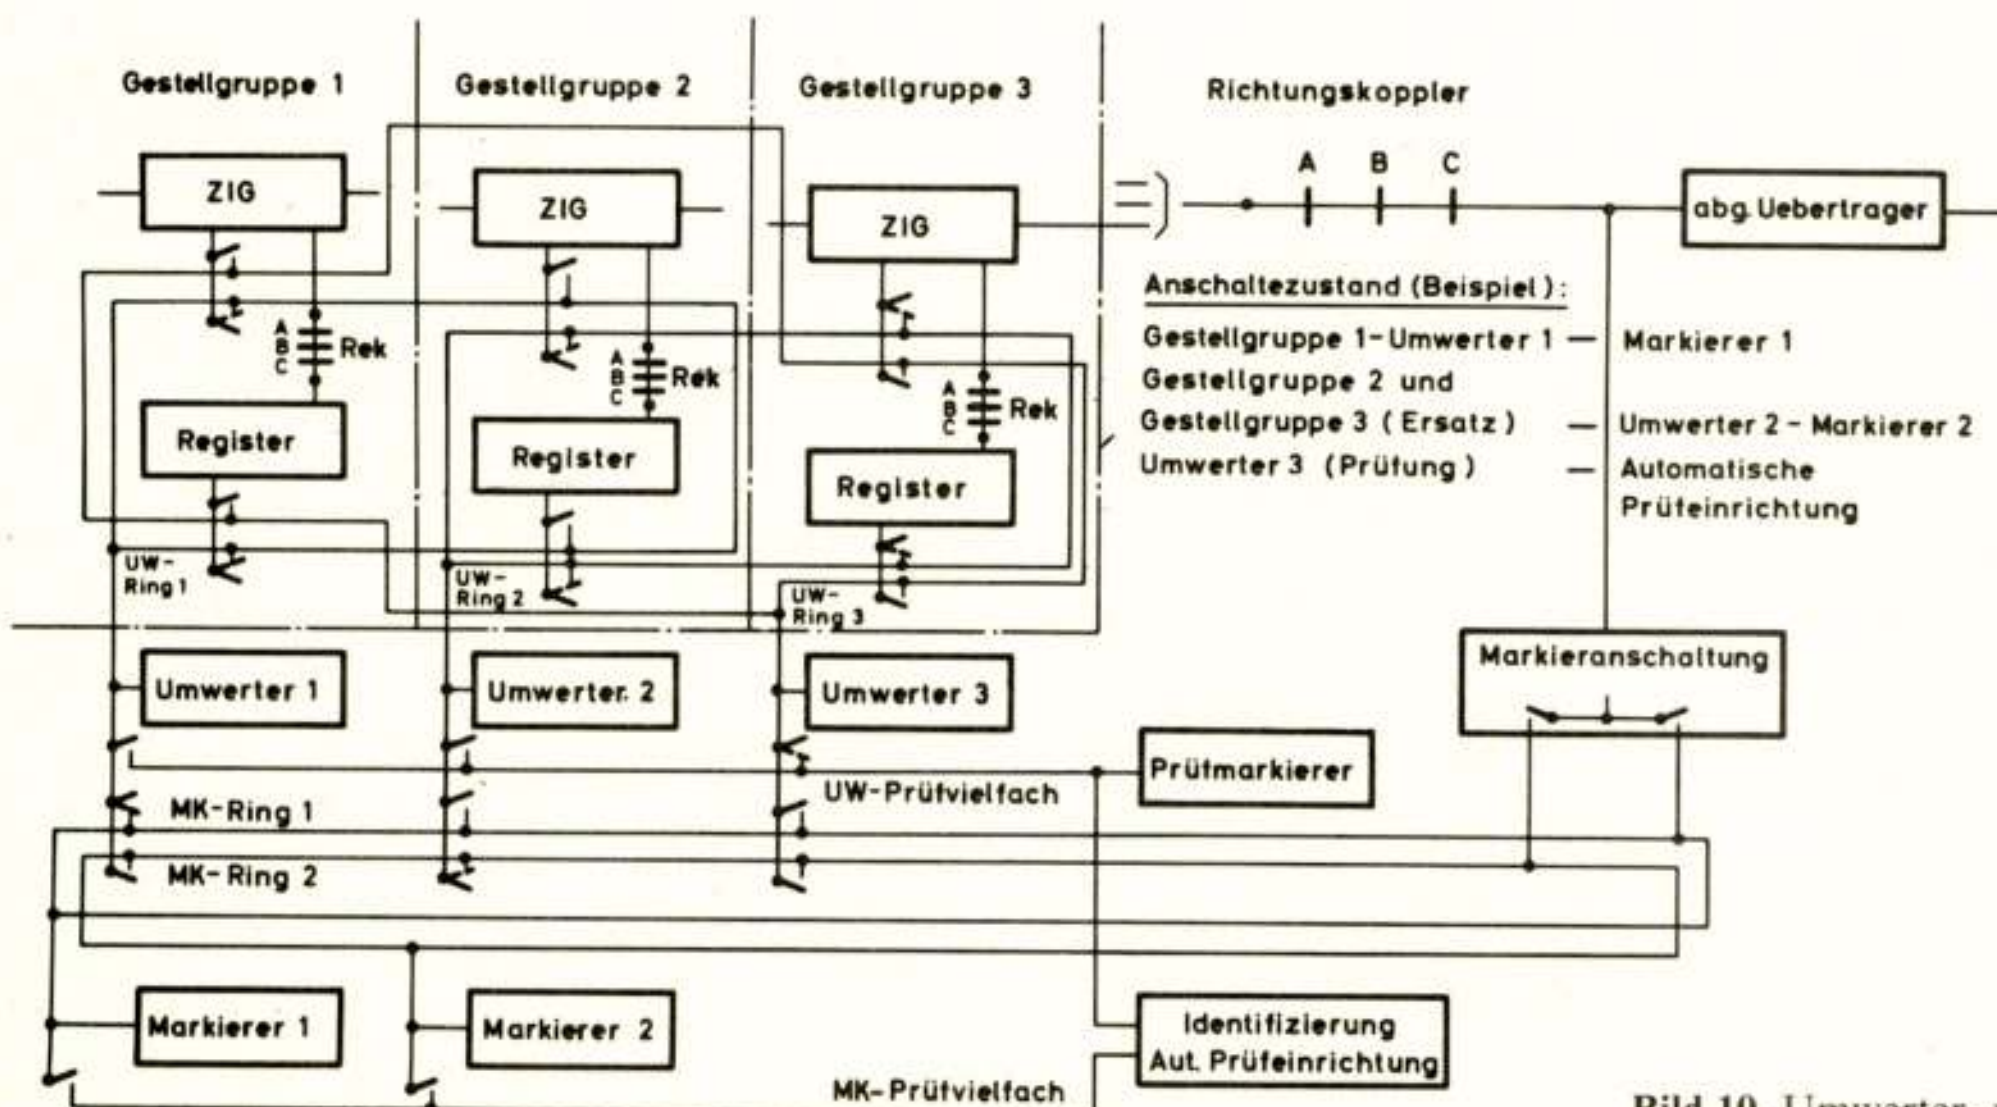 Gestellgruppe 1
Gestellgruppe 2
Gestellgruppe 3
Richtungskoppler
ZIG
ZIG
ZIG
A B C
abg. Uebertrager
A
B
C
Rek
A
B
C
Rek
A
B
C
Rek
Register
Register
Register
Anschaltezustand (Beispiel):
Gestellgruppe 1-Umwerter 1 — Markierer 1
Gestellgruppe 2 und
Gestellgruppe 3 (Ersatz) — Umwerter 2 - Markierer 2
Umwerter 3 (Prüfung) — Automatische
Prüfeinrichtung
UW-
Ring 1
UW-
Ring 2
UW-
Ring 3
Umwerter 1
Umwerter 2
Umwerter 3
Markieranschaltung
Prüfmarkierer
UW-Prüfvielfach
MK-Ring 1
MK-Ring 2
Markierer 1
Markierer 2
Identifizierung
Aut. Prüfeinrichtung
MK-Prüfvielfach
Bild 10 Umwerter